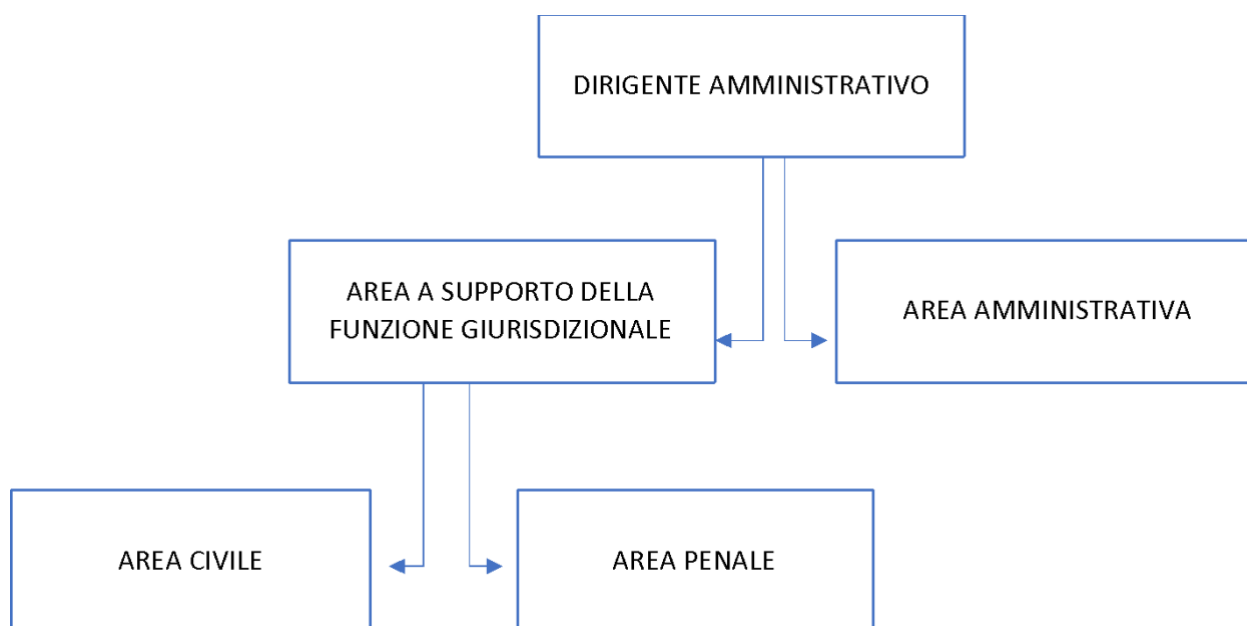 DIRIGENTE AMMINISTRATIVO
AREA A SUPPORTO DELLA
FUNZIONE GIURISDIZIONALE
AREA AMMINISTRATIVA
AREA CIVILE
AREA PENALE